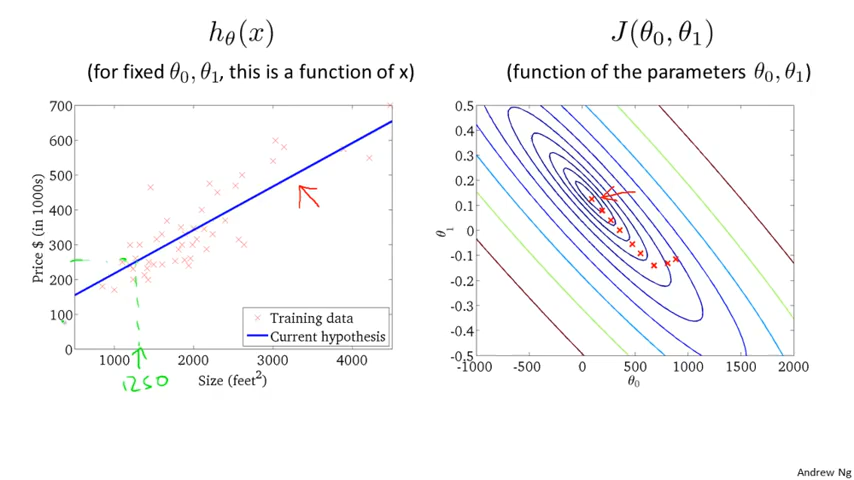 h_θ(x)
(for fixed θ₀, θ₁, this is a function of x)
700
600
500
400
300
200
100
0
Price $ (in 1000s)
1000
2000
3000
4000
Size (feet²)
Training data
Current hypothesis
1250
J(θ₀, θ₁)
(function of the parameters θ₀, θ₁)
0.5
0.4
0.3
0.2
0.1
0
-0.1
-0.2
-0.3
-0.4
-0.5
θ₁
-1000
-500
0
500
1000
1500
2000
θ₀
Andrew Ng